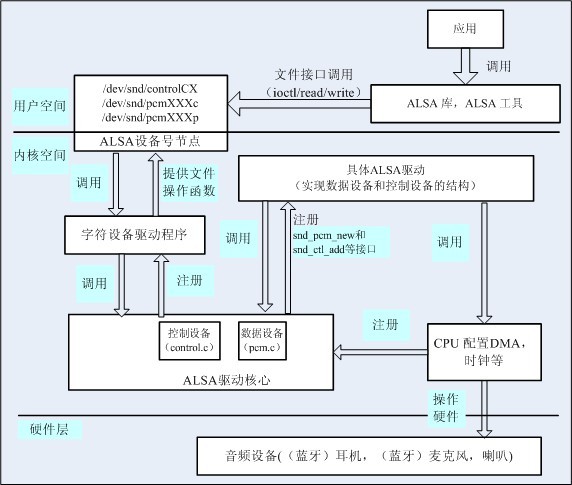 应用
调用
文件接口调用
（ioctl/read/write）
/dev/snd/controlCX
/dev/snd/pcmXXXc
/dev/snd/pcmXXXp
ALSA 库，ALSA 工具
用户空间
ALSA设备号节点
内核空间
调用
提供文件
操作函数
具体ALSA驱动
（实现数据设备和控制设备的结构）
字符设备驱动程序
调用
注册
snd_pcm_new和
snd_ctl_add等接口
调用
调用
注册
控制设备
（control.c）
数据设备
（pcm.c）
ALSA驱动核心
注册
CPU 配置DMA，
时钟等
操作
硬件
硬件层
音频设备(（蓝牙）耳机，（蓝牙）麦克风，喇叭)